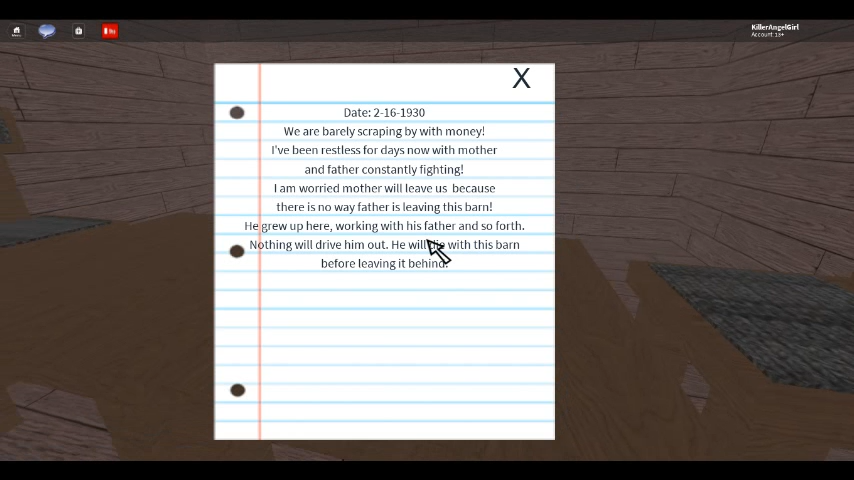 KillerAngelGirl
Account: 13+
X
Date: 2-16-1930
We are barely scraping by with money!
I've been restless for days now with mother
and father constantly fighting!
I am worried mother will leave us because
there is no way father is leaving this barn!
He grew up here, working with his father and so forth.
Nothing will drive him out. He will die with this barn
before leaving it behind.